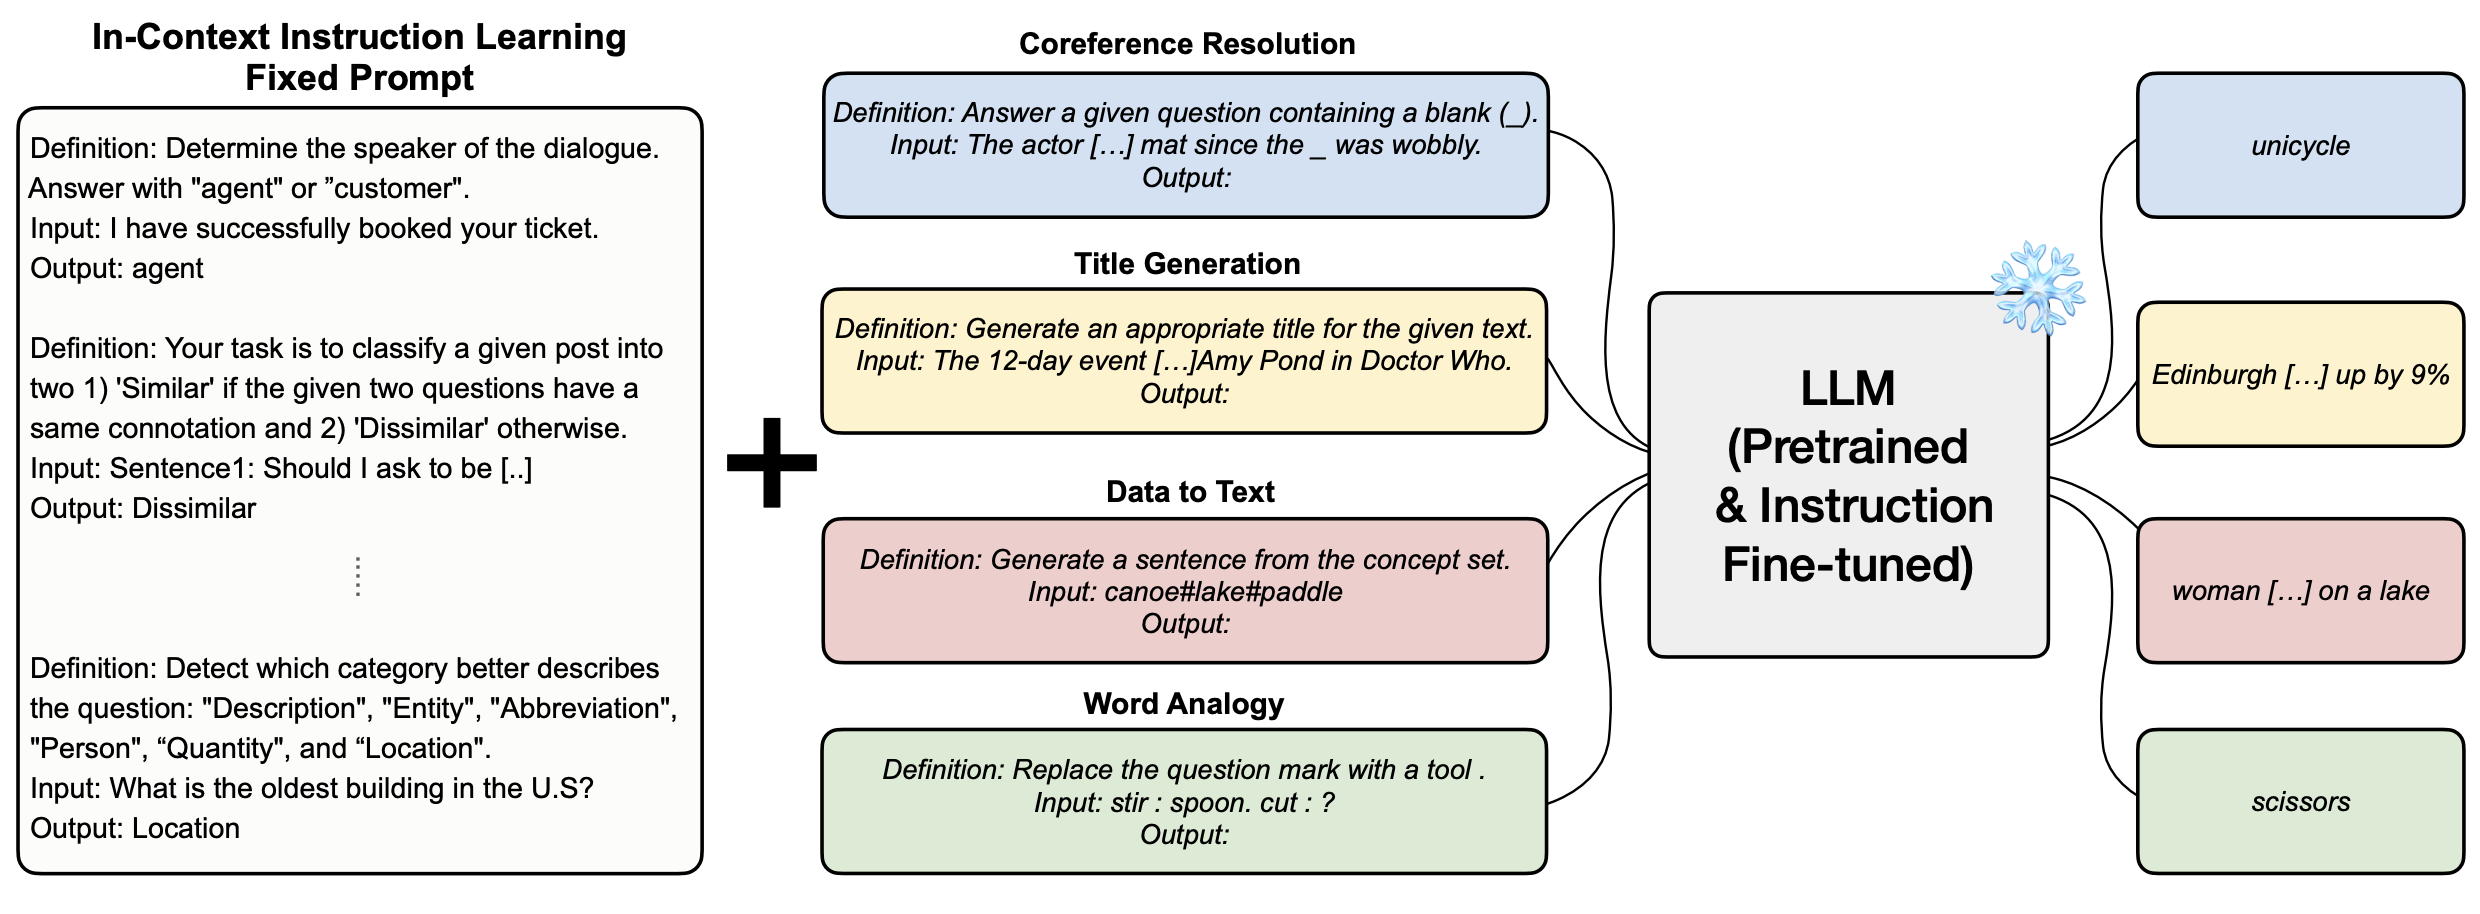 In-Context Instruction Learning
Fixed Prompt
Definition: Determine the speaker of the dialogue.
Answer with "agent" or ”customer".
Input: I have successfully booked your ticket.
Output: agent
Definition: Your task is to classify a given post into
two 1) 'Similar' if the given two questions have a
same connotation and 2) 'Dissimilar' otherwise.
Input: Sentence1: Should I ask to be [..]
Output: Dissimilar
Definition: Detect which category better describes
the question: "Description", "Entity", "Abbreviation",
"Person", “Quantity", and “Location".
Input: What is the oldest building in the U.S?
Output: Location
+
Coreference Resolution
Definition: Answer a given question containing a blank (_).
Input: The actor […] mat since the _ was wobbly.
Output:
Title Generation
Definition: Generate an appropriate title for the given text.
Input: The 12-day event […]Amy Pond in Doctor Who.
Output:
Data to Text
Definition: Generate a sentence from the concept set.
Input: canoe#lake#paddle
Output:
Word Analogy
Definition: Replace the question mark with a tool .
Input: stir : spoon. cut : ?
Output:
LLM
(Pretrained
& Instruction
Fine-tuned)
unicycle
Edinburgh […] up by 9%
woman […] on a lake
scissors